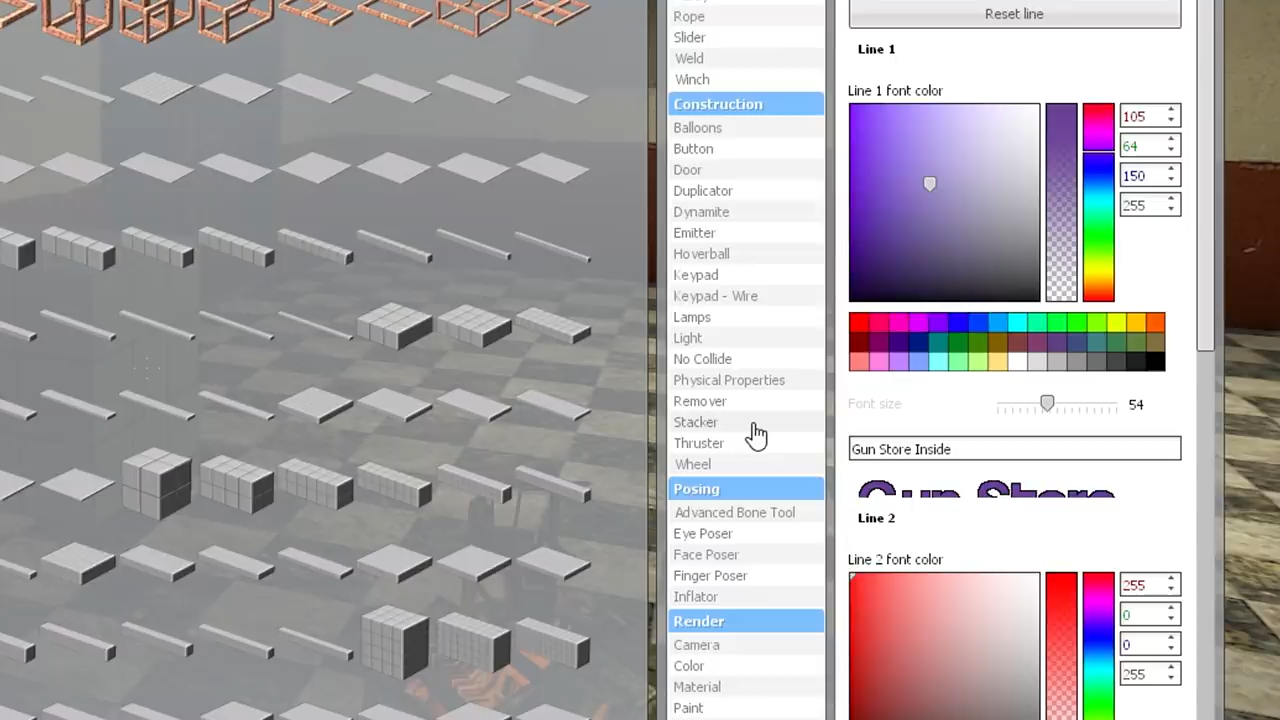 Rope
Slider
Weld
Winch
Construction
Balloons
Button
Door
Duplicator
Dynamite
Emitter
Hoverball
Keypad
Keypad - Wire
Lamps
Light
No Collide
Physical Properties
Remover
Stacker
Thruster
Wheel
Posing
Advanced Bone Tool
Eye Poser
Face Poser
Finger Poser
Inflator
Render
Camera
Color
Material
Paint
Reset line
Line 1
Line 1 font color
105
64
150
255
Font size
54
Gun Store Inside
Gun Store
Line 2
Line 2 font color
255
0
0
255